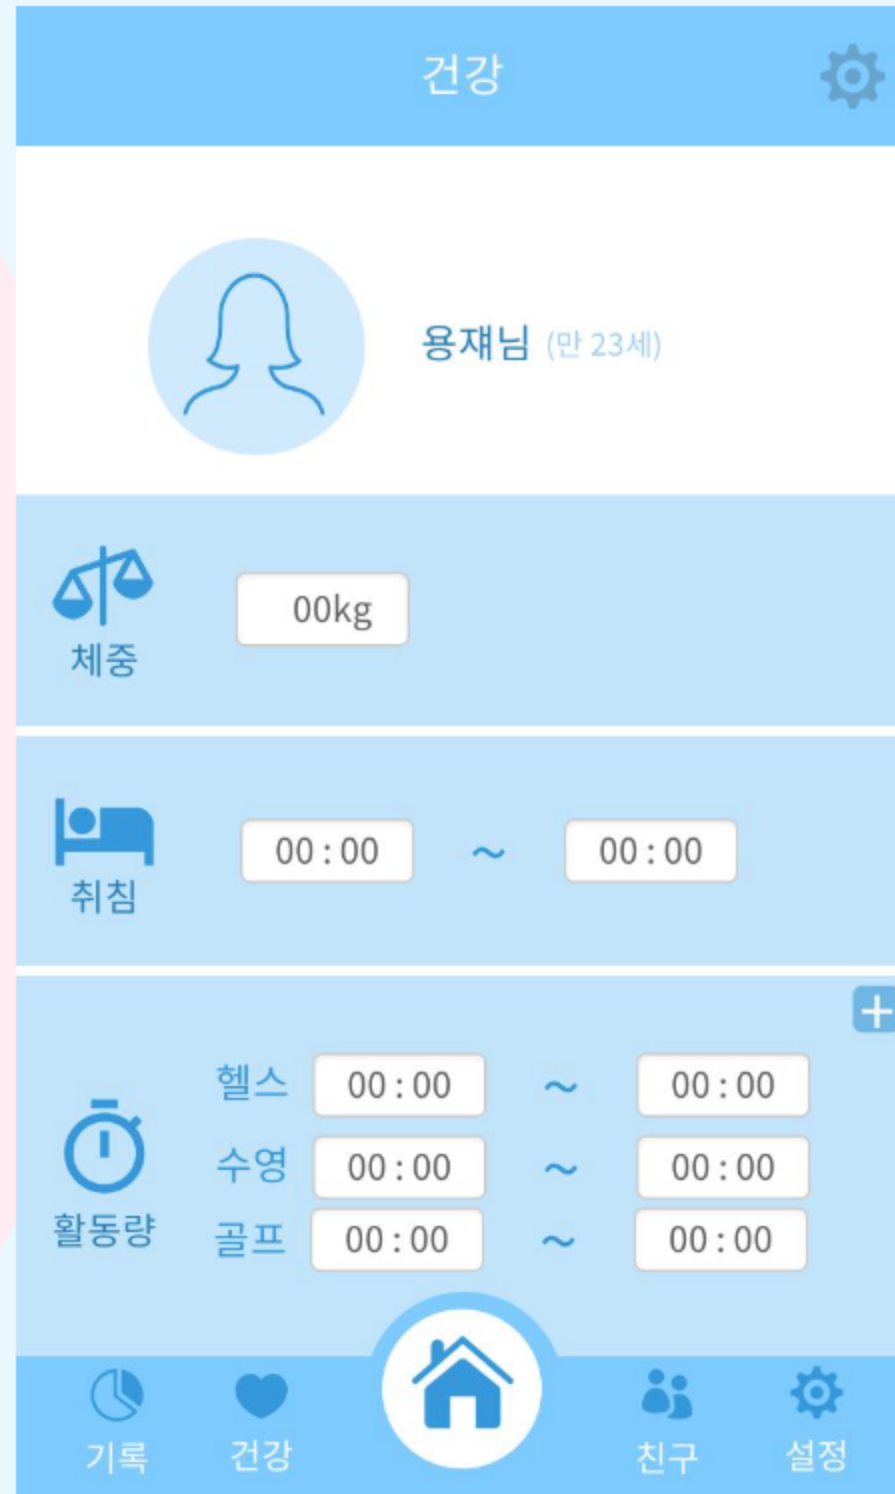 건강
용쟤님 (만 23세)
00kg
체중
00 : 00 ~ 00 : 00
취침
+
헬스 00 : 00 ~ 00 : 00
수영 00 : 00 ~ 00 : 00
활동량
골프 00 : 00 ~ 00 : 00
기록 건강 친구 설정